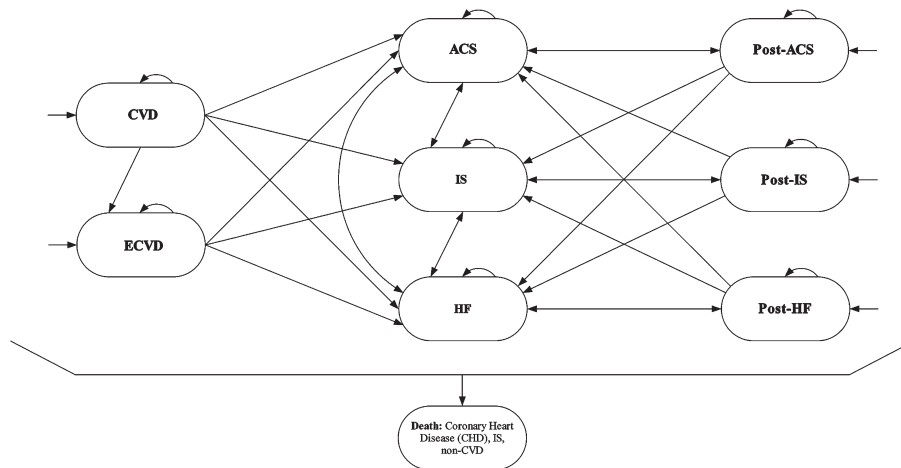 ACS
Post-ACS
CVD
IS
Post-IS
ECVD
HF
Post-HF
Death: Coronary Heart
Disease (CHD), IS,
non-CVD